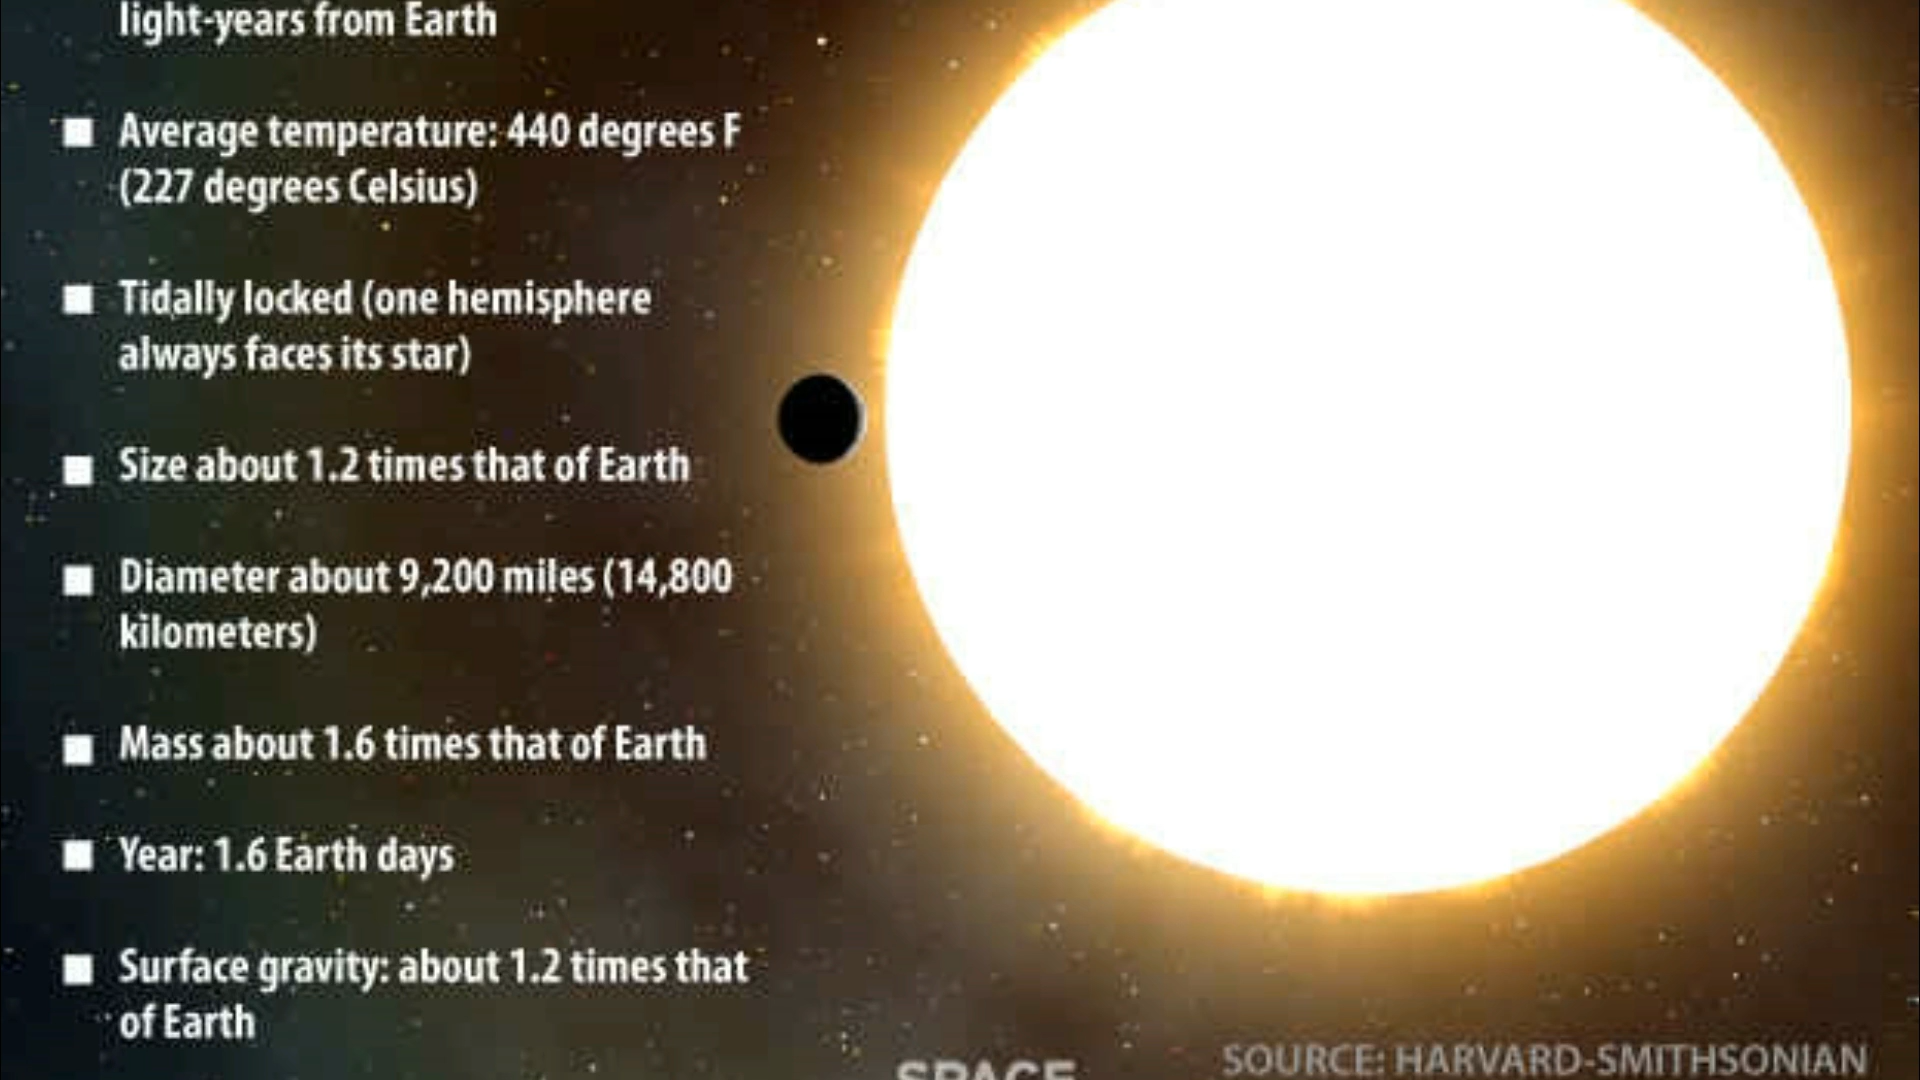 light-years from Earth
Average temperature: 440 degrees F
(227 degrees Celsius)
Tidally locked (one hemisphere
always faces its star)
Size about 1.2 times that of Earth
Diameter about 9,200 miles (14,800
kilometers)
Mass about 1.6 times that of Earth
Year: 1.6 Earth days
Surface gravity: about 1.2 times that
of Earth
SPACE
SOURCE: HARVARD-SMITHSONIAN